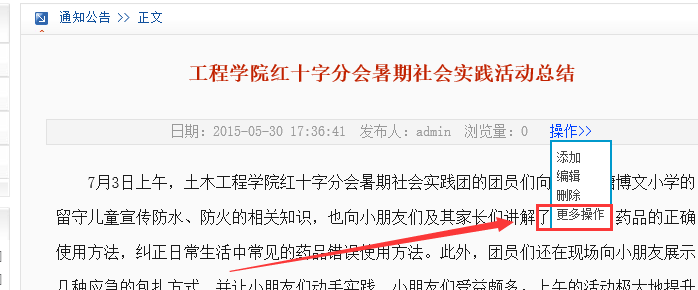 通知公告 >> 正文
工程学院红十字分会暑期社会实践活动总结
日期：2015-05-30 17:36:41 发布人：admin 浏览量：0 操作>>
添加
编辑
删除
更多操作
7月3日上午，土木工程学院红十字分会暑期社会实践团的团员们向 博文小学的
留守儿童宣传防水、防火的相关知识，也向小朋友们及其家长们讲解了 药品的正确
使用方法，纠正日常生活中常见的药品错误使用方法。此外，团员们还在现场向小朋友展示
几种应急的包扎方式，并让小朋友们动手实践，小朋友们受益颇多。上午的活动极大地提升